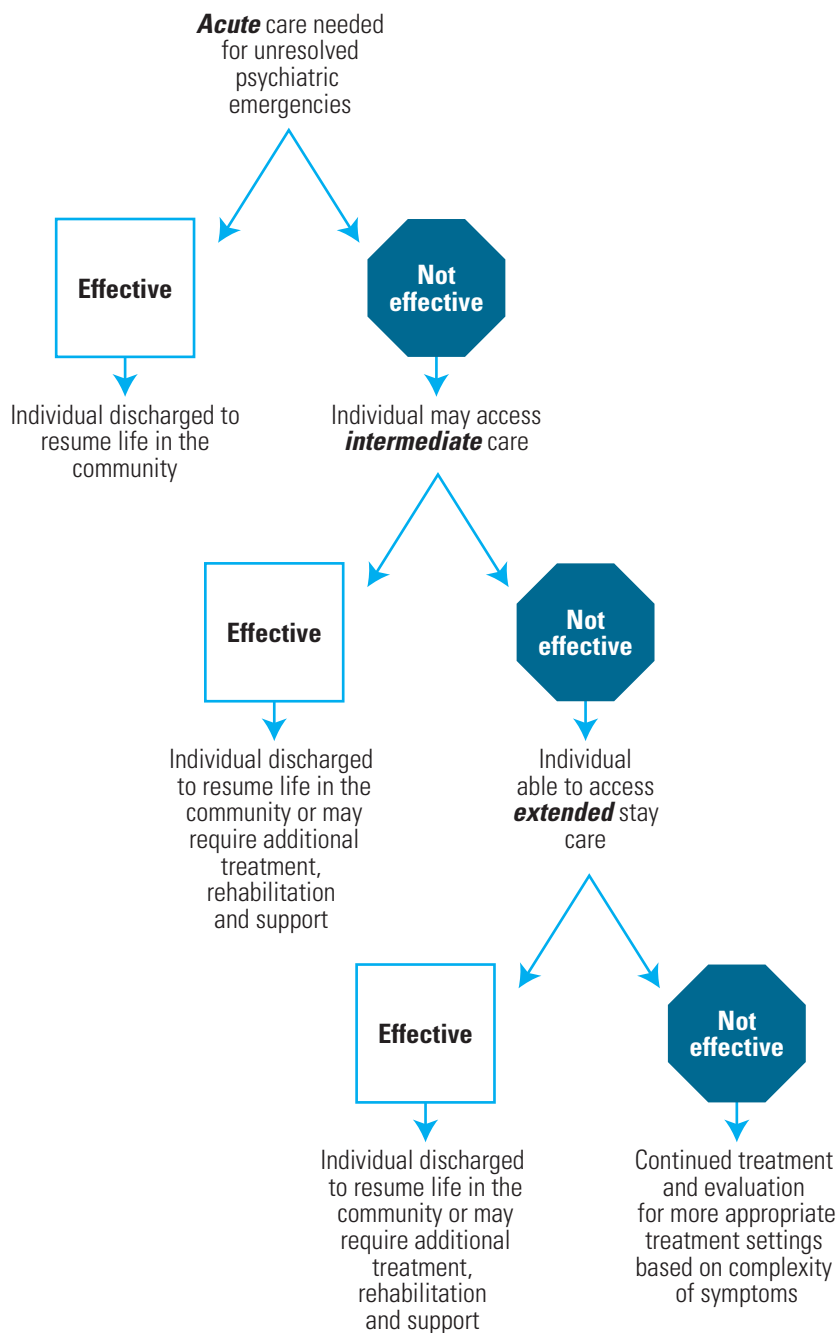 Acute care needed
for unresolved
psychiatric
emergencies
Effective
Not
effective
Individual discharged to
resume life in the
community
Individual may access
intermediate care
Effective
Not
effective
Individual discharged
to resume life in the
community or may
require additional
treatment,
rehabilitation
and support
Individual
able to access
extended stay
care
Effective
Not
effective
Individual discharged
to resume life in the
community or may
require additional
treatment,
rehabilitation
and support
Continued treatment
and evaluation
for more appropriate
treatment settings
based on complexity
of symptoms